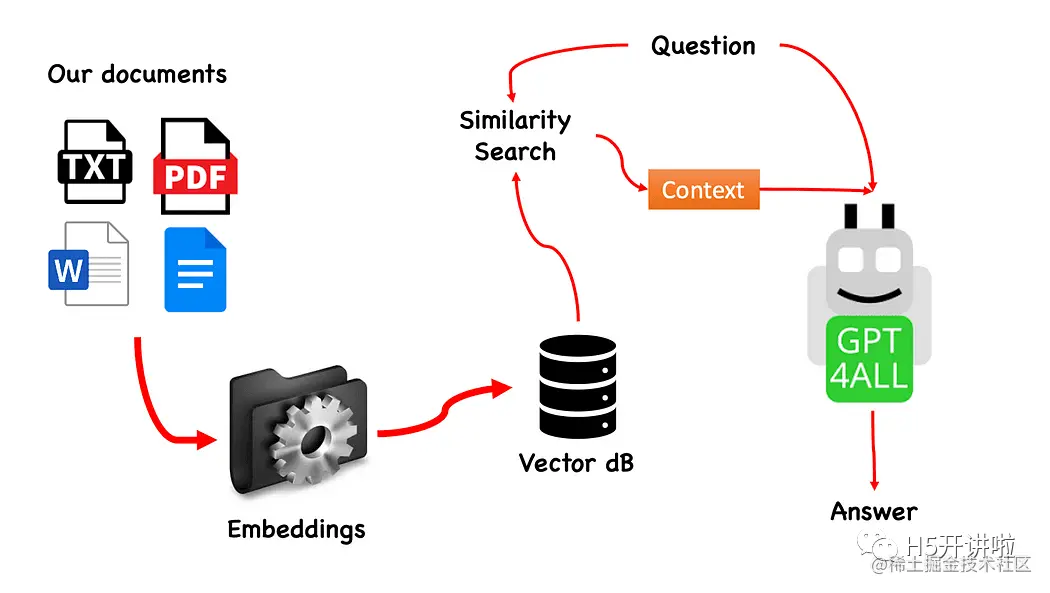 Our documents
TXT
PDF
W
Question
Similarity
Search
Context
GPT
4ALL
Embeddings
Vector dB
Answer
H5开讲啦
@稀土掘金技术社区